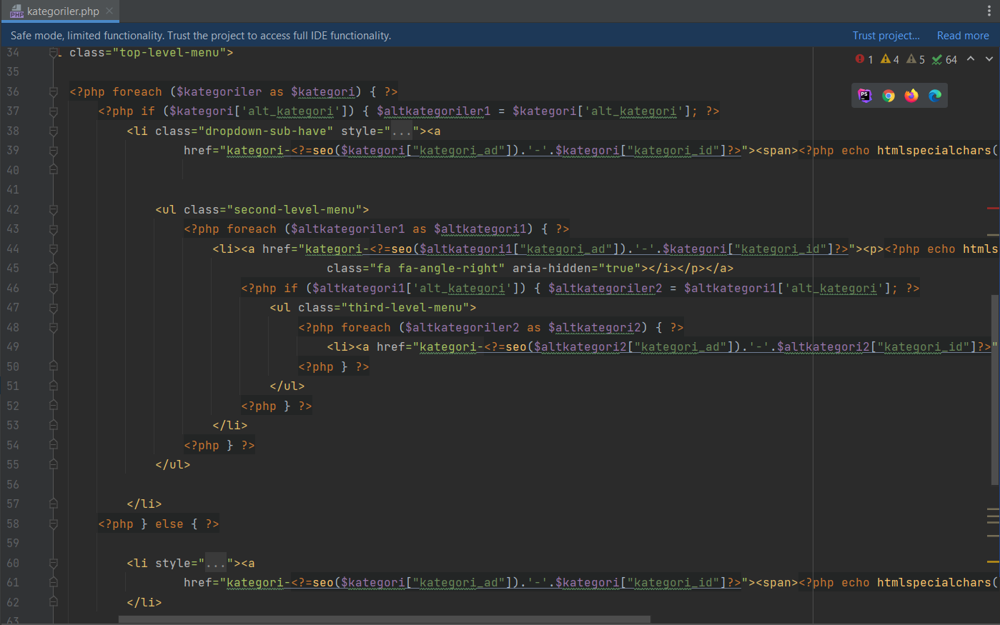 kategoriler.php
Safe mode, limited functionality. Trust the project to access full IDE functionality. Trust project... Read more
34 class="top-level-menu"> 1 4 5 64
35
36 <?php foreach ($kategoriler as $kategori) { ?>
37 <?php if ($kategori['alt_kategori']) { $altkategoriler1 = $kategori['alt_kategori']; ?>
38 <li class="dropdown-sub-have" style="..."><a
39 href="kategori-<?=seo($kategori["kategori_ad"]).'-'.$kategori["kategori_id"]?>"><span><?php echo htmlspecialchars(
40
41
42 <ul class="second-level-menu">
43 <?php foreach ($altkategoriler1 as $altkategori1) { ?>
44 <li><a href="kategori-<?=seo($altkategori1["kategori_ad"]).'-'.$kategori["kategori_id"]?>"><p><?php echo htmls
45 class="fa fa-angle-right" aria-hidden="true"></i></p></a>
46 <?php if ($altkategori1['alt_kategori']) { $altkategoriler2 = $altkategori1['alt_kategori']; ?>
47 <ul class="third-level-menu">
48 <?php foreach ($altkategoriler2 as $altkategori2) { ?>
49 <li><a href="kategori-<?=seo($altkategori2["kategori_ad"]).'-'.$altkategori2["kategori_id"]?>"
50 <?php } ?>
51 </ul>
52 <?php } ?>
53 </li>
54 <?php } ?>
55 </ul>
56
57 </li>
58 <?php } else { ?>
59
60 <li style="..."><a
61 href="kategori-<?=seo($kategori["kategori_ad"]).'-'.$kategori["kategori_id"]?>"><span><?php echo htmlspecialchars(
62 </li>
63